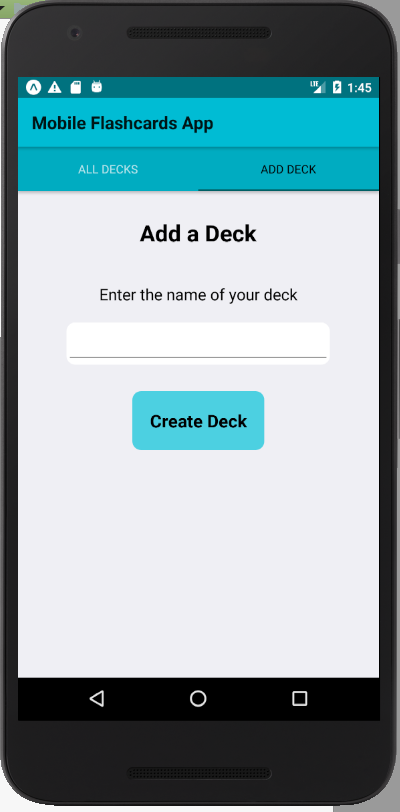 LTE 1:45
Mobile Flashcards App
ALL DECKS ADD DECK
Add a Deck
Enter the name of your deck
Create Deck